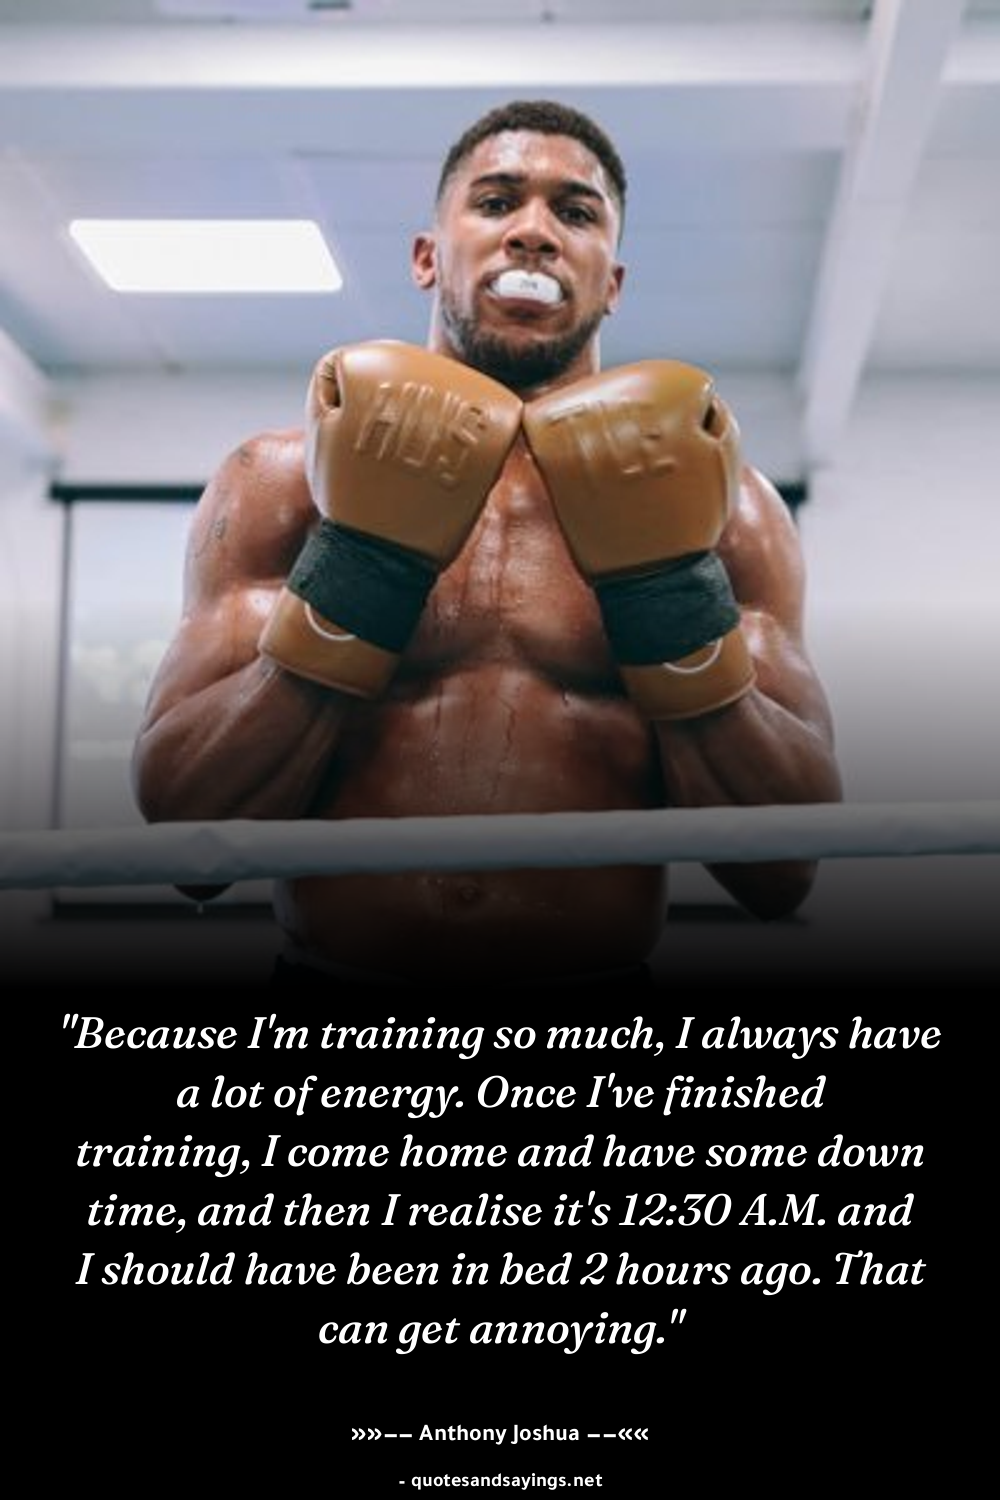 HUS TLE
"Because I'm training so much, I always have
a lot of energy. Once I've finished
training, I come home and have some down
time, and then I realise it's 12:30 A.M. and
I should have been in bed 2 hours ago. That
can get annoying."
»»–– Anthony Joshua ––««
- quotesandsayings.net